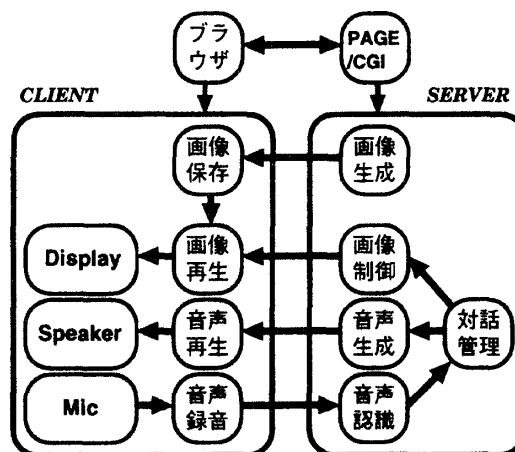 ブラ
ウザ
PAGE
/CGI
CLIENT
SERVER
画像
保存
画像
生成
Display
画像
再生
画像
制御
Speaker
音声
再生
音声
生成
対話
管理
Mic
音声
録音
音声
認識